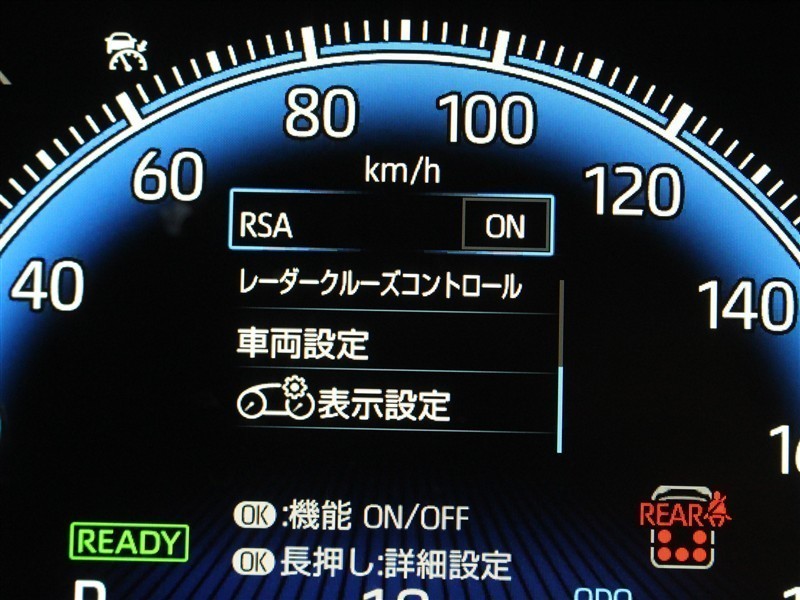 80 100
60 km/h 120
RSA ON
40 レーダークルーズコントロール 140
車両設定
表示設定
OK:機能 ON/OFF
REAR
READY
OK長押し:詳細設定